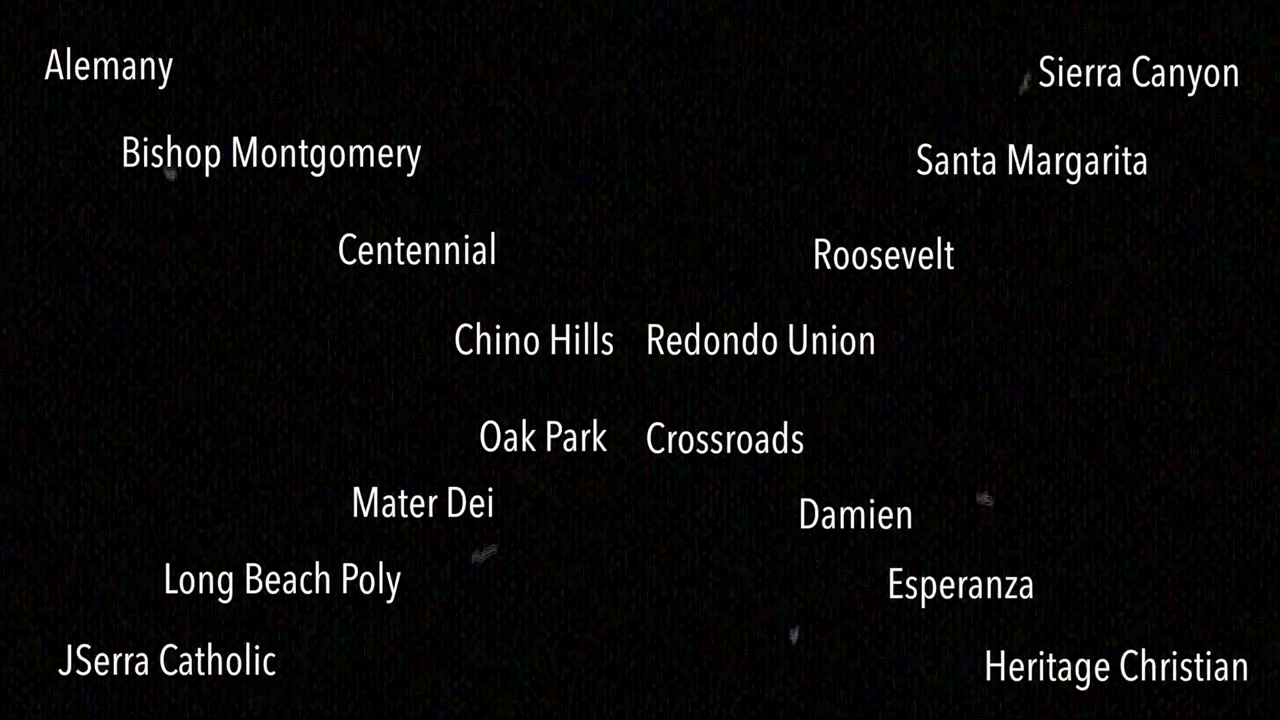 Alemany
Sierra Canyon
Bishop Montgomery
Santa Margarita
Centennial
Roosevelt
Chino Hills
Redondo Union
Oak Park
Crossroads
Mater Dei
Damien
Long Beach Poly
Esperanza
JSerra Catholic
Heritage Christian